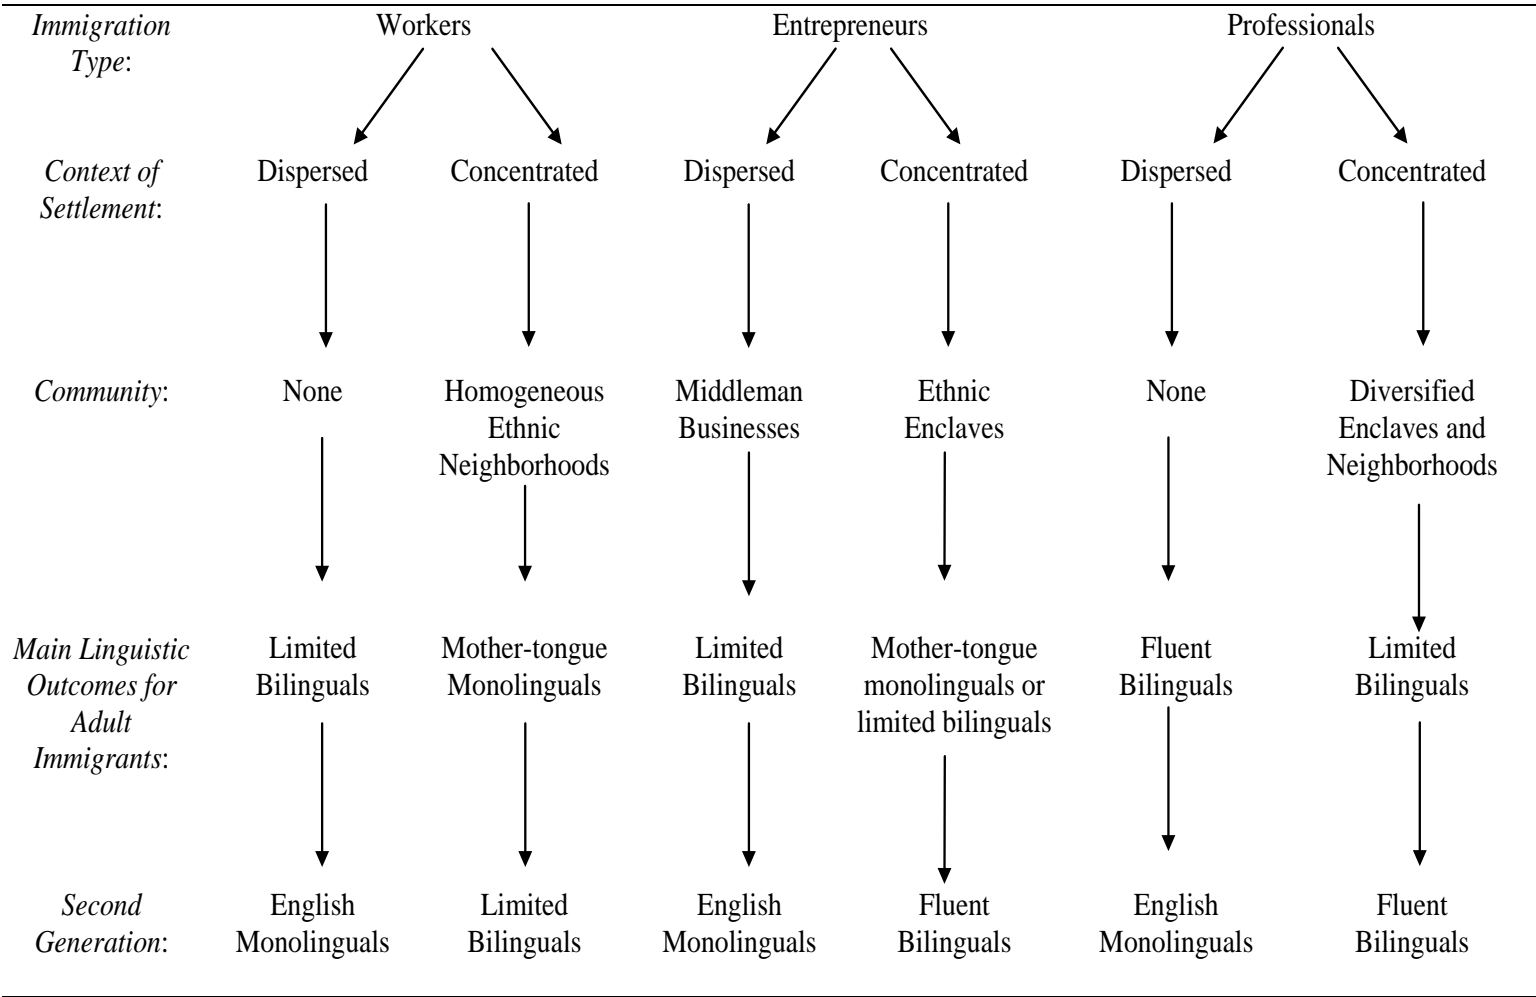 Immigration Type:
Workers
Entrepreneurs
Professionals
Context of Settlement:
Dispersed
Concentrated
Dispersed
Concentrated
Dispersed
Concentrated
Community:
None
Homogeneous
Ethnic
Neighborhoods
Middleman
Businesses
Ethnic
Enclaves
None
Diversified
Enclaves and
Neighborhoods
Main Linguistic
Outcomes for
Adult
Immigrants:
Limited
Bilinguals
Mother-tongue
Monolinguals
Limited
Bilinguals
Mother-tongue
monolinguals or
limited bilinguals
Fluent
Bilinguals
Limited
Bilinguals
Second
Generation:
English
Monolinguals
Limited
Bilinguals
English
Monolinguals
Fluent
Bilinguals
English
Monolinguals
Fluent
Bilinguals